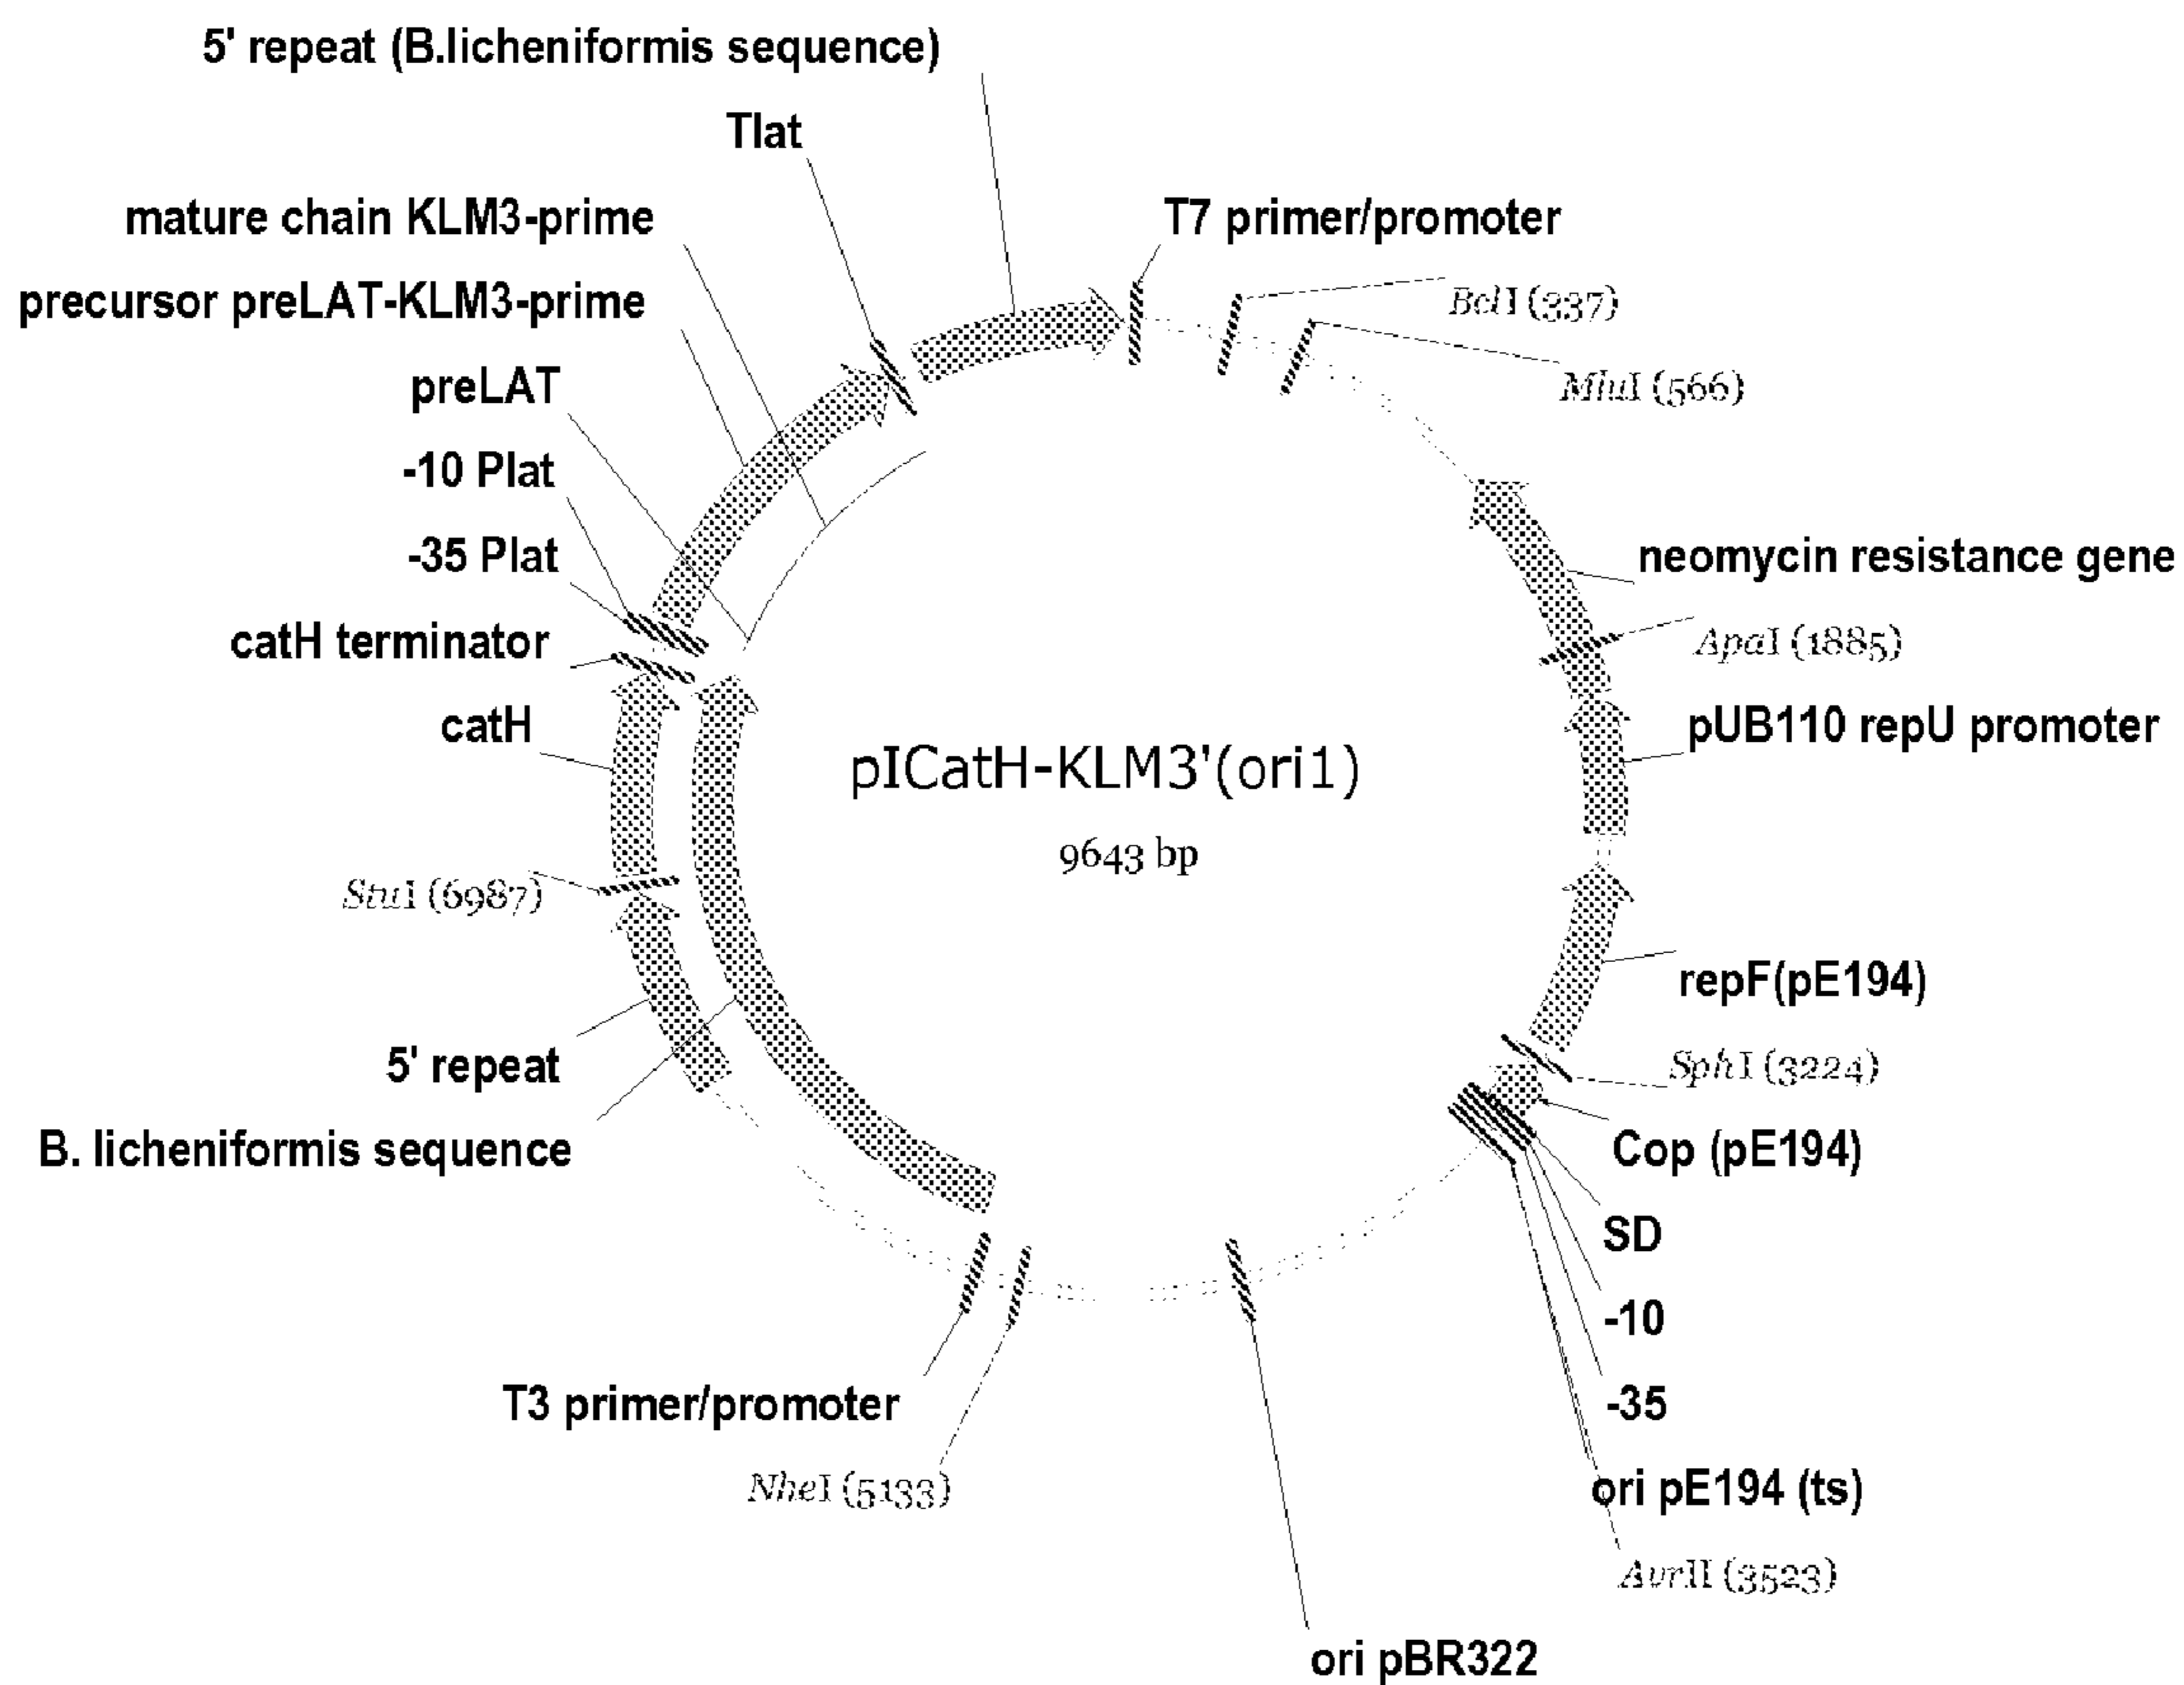 5' repeat (B.licheniformis sequence)
Tlat
mature chain KLM3-prime
T7 primer/promoter
precursor preLAT-KLM3-prime
BclI (337)
preLAT
MluI (566)
-10 Plat
-35 Plat
neomycin resistance gene
catH terminator
ApaI (1885)
catH
pUB110 repU promoter
pICatH-KLM3'(ori1)
9643 bp
StuI (6987)
repF(pE194)
5' repeat
SphI (3224)
B. licheniformis sequence
Cop (pE194)
SD
-10
T3 primer/promoter
-35
NheI (5133)
ori pE194 (ts)
AvrII (3523)
ori pBR322